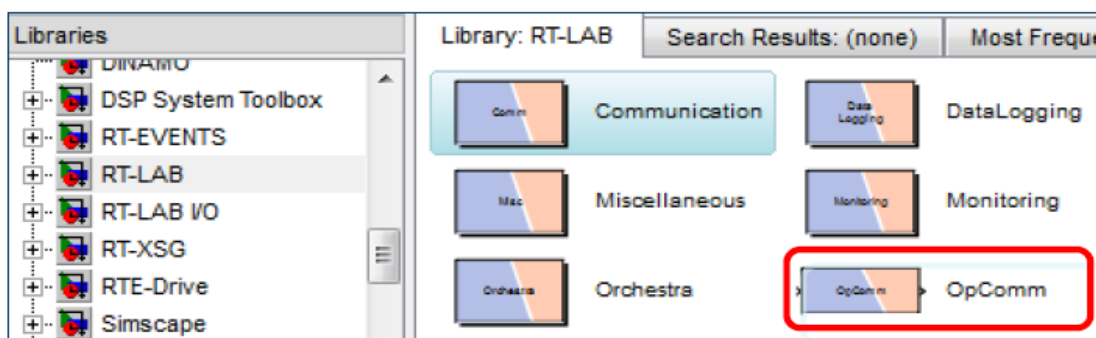 Libraries
Library: RT-LAB
Search Results: (none)
Most Freque
DINAMO
DSP System Toolbox
RT-EVENTS
RT-LAB
RT-LAB I/O
RT-XSG
RTE-Drive
Simscape
Comm
Communication
Data
Logging
DataLogging
Misc
Miscellaneous
Monitoring
Monitoring
Orchestra
Orchestra
OpComm
OpComm